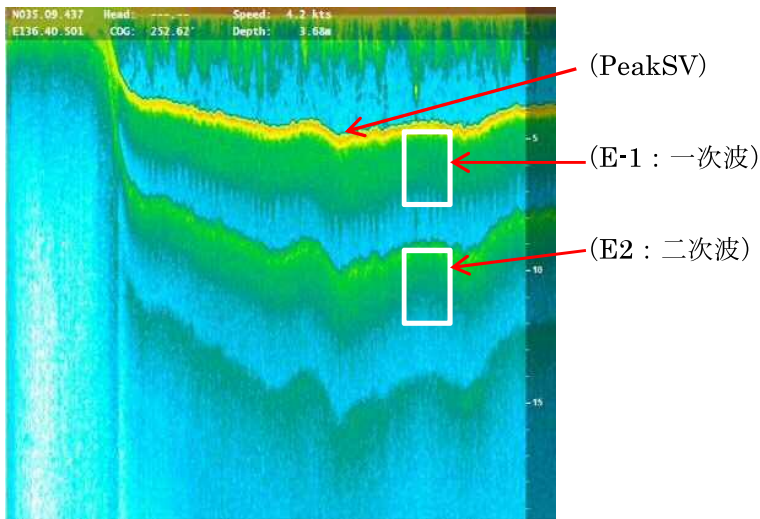 N035.09.437 Head: ---.-- Speed: 4.2 kts
E136.40.501 COG: 252.62° Depth: 3.68m
(PeakSV)
-5
(E-1：一次波)
(E2：二次波)
-10
-15